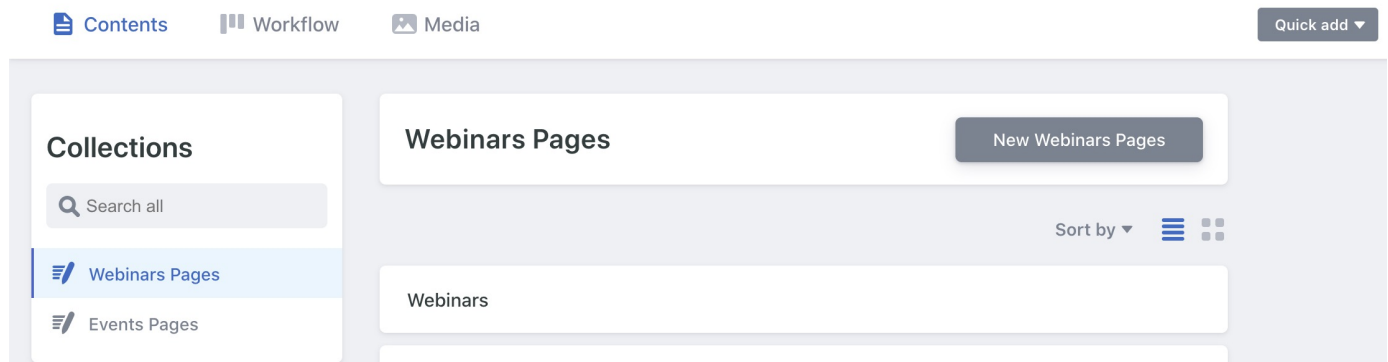 Contents
Workflow
Media
Quick add
Collections
Search all
Webinars Pages
Events Pages
Webinars Pages
New Webinars Pages
Sort by
Webinars